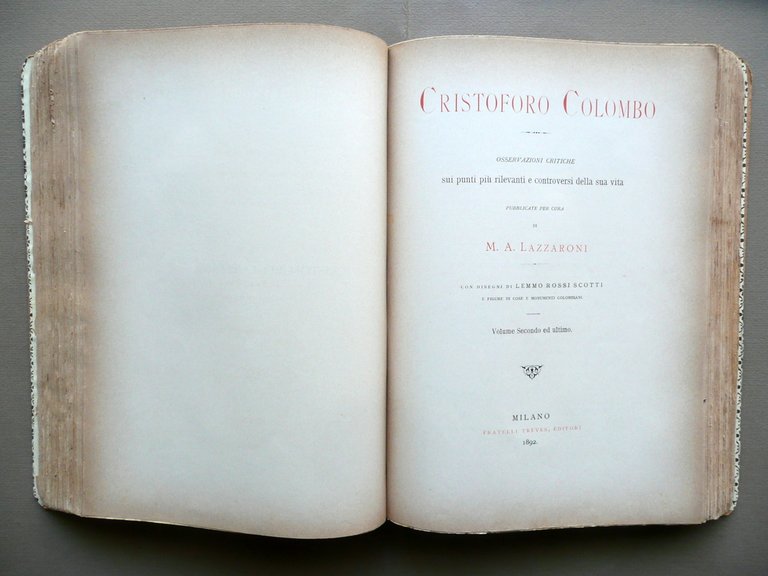 CRISTOFORO COLOMBO
OSSERVAZIONI CRITICHE
sui punti più rilevanti e controversi della sua vita
PUBBLICATE PER CURA
DI
M. A. LAZZARONI
CON DISEGNI DI LEMMO ROSSI SCOTTI
E FIGURE DI COSE E MONUMENTI COLOMBIANI.
Volume Secondo ed ultimo.
MILANO
FRATELLI TREVES, EDITORI
1892.